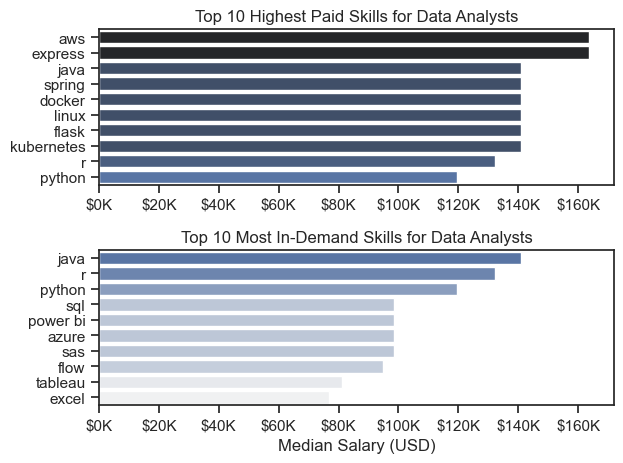 Top 10 Highest Paid Skills for Data Analysts
aws
express
java
spring
docker
linux
flask
kubernetes
r
python
$0K $20K $40K $60K $80K $100K $120K $140K $160K
Top 10 Most In-Demand Skills for Data Analysts
java
r
python
sql
power bi
azure
sas
flow
tableau
excel
$0K $20K $40K $60K $80K $100K $120K $140K $160K
Median Salary (USD)